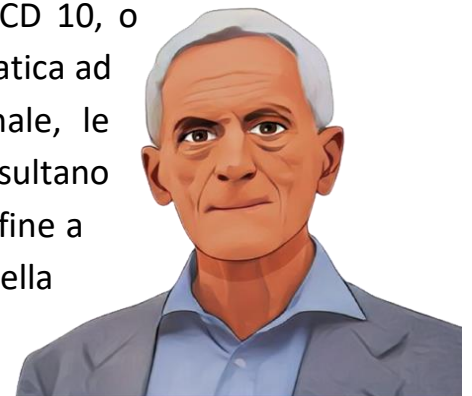 CD 10, o
atica ad
nale, le
sultano
fine a
ella